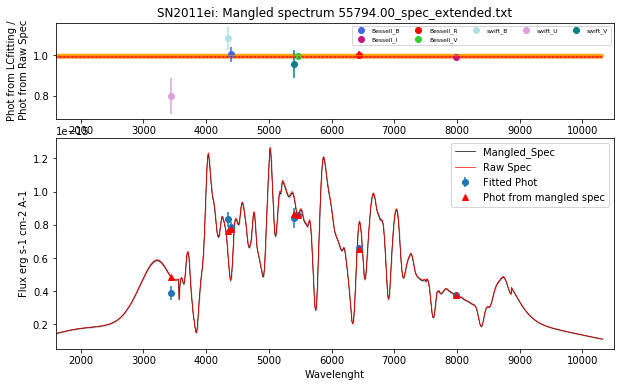 SN2011ei: Mangled spectrum 55794.00_spec_extended.txt
Phot from LCfitting /
Phot from Raw Spec
1.0
0.8
Bessell_B
Bessell_I
Bessell_R
Bessell_V
swift_B
swift_U
swift_V
2000 3000 4000 5000 6000 7000 8000 9000 10000
1e−15
Flux erg s-1 cm-2 A-1
1.2
1.0
0.8
0.6
0.4
0.2
Mangled_Spec
Raw Spec
Fitted Phot
Phot from mangled spec
2000 3000 4000 5000 6000 7000 8000 9000 10000
Wavelenght